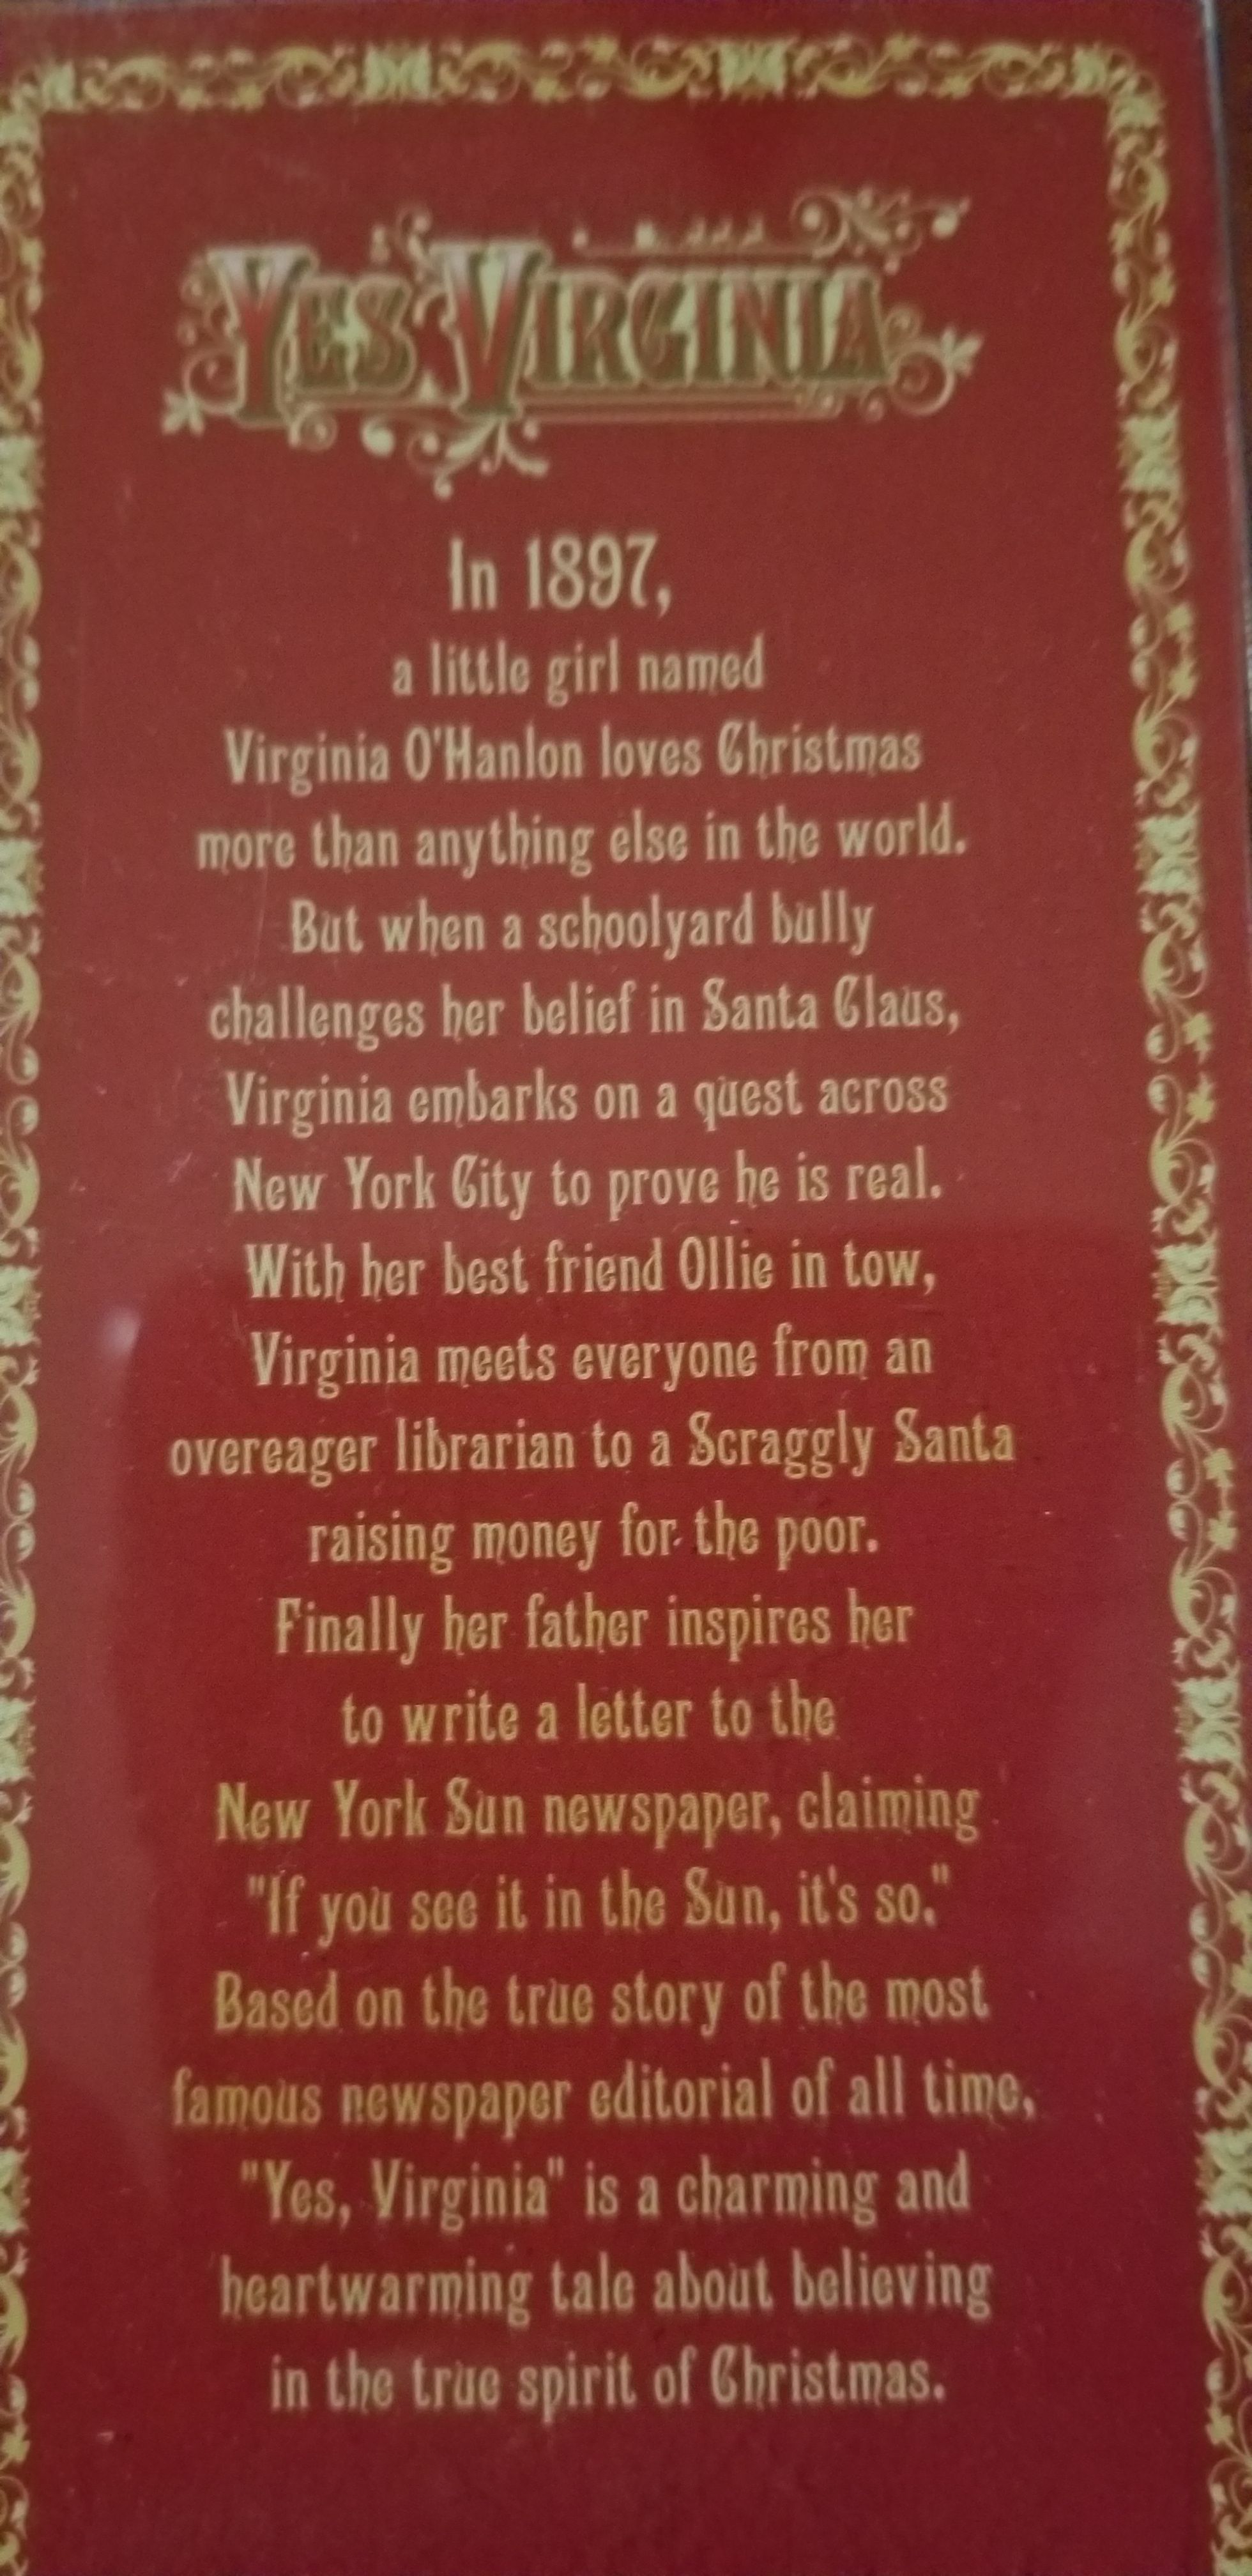 YES VIRGINIA
In 1897,
a little girl named
Virginia O'Hanlon loves Christmas
more than anything else in the world.
But when a schoolyard bully
challenges her belief in Santa Claus,
Virginia embarks on a quest across
New York City to prove he is real.
With her best friend Ollie in tow,
Virginia meets everyone from an
overeager librarian to a Scraggly Santa
raising money for the poor.
Finally her father inspires her
to write a letter to the
New York Sun newspaper, claiming
"If you see it in the Sun, it's so."
Based on the true story of the most
famous newspaper editorial of all time,
"Yes, Virginia" is a charming and
heartwarming tale about believing
in the true spirit of Christmas.